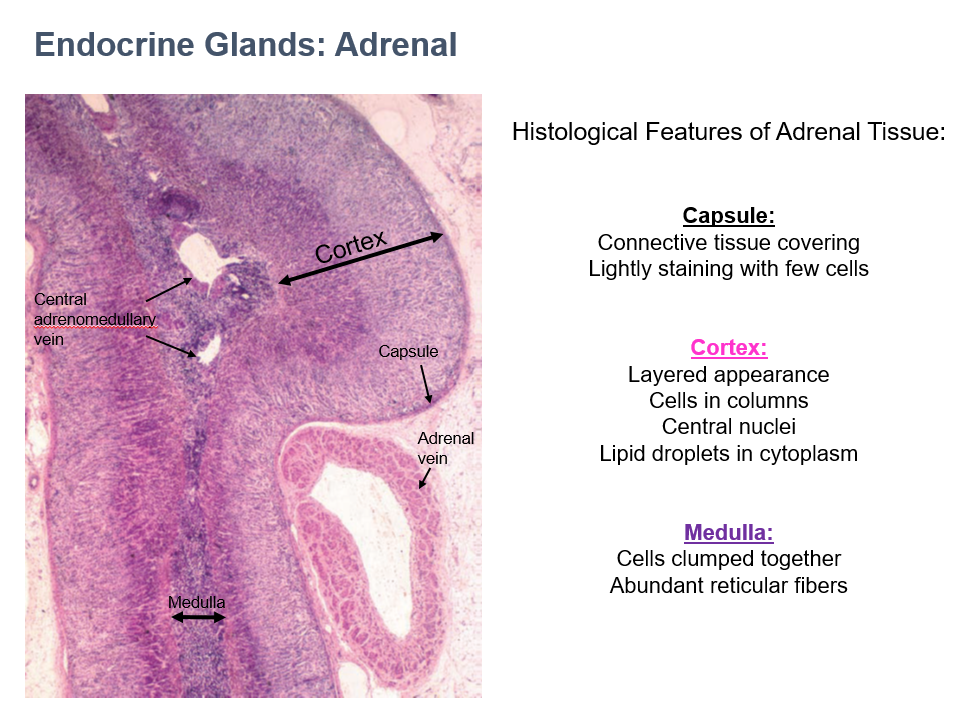 Endocrine Glands: Adrenal
Cortex
Central
adrenomedullary
vein
Capsule
Adrenal
vein
Medulla
Histological Features of Adrenal Tissue:
Capsule:
Connective tissue covering
Lightly staining with few cells
Cortex:
Layered appearance
Cells in columns
Central nuclei
Lipid droplets in cytoplasm
Medulla:
Cells clumped together
Abundant reticular fibers